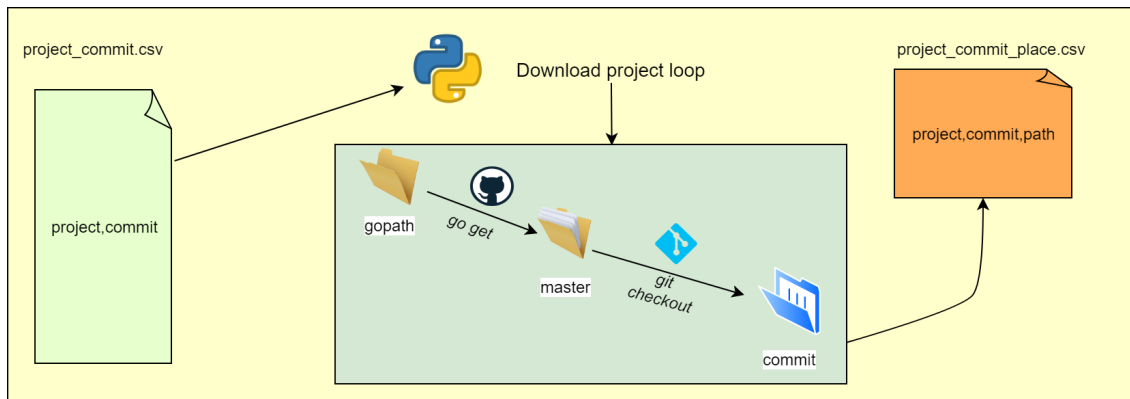 project_commit.csv
project,commit
Download project loop
gopath
go get
master
git
checkout
commit
project_commit_place.csv
project,commit,path